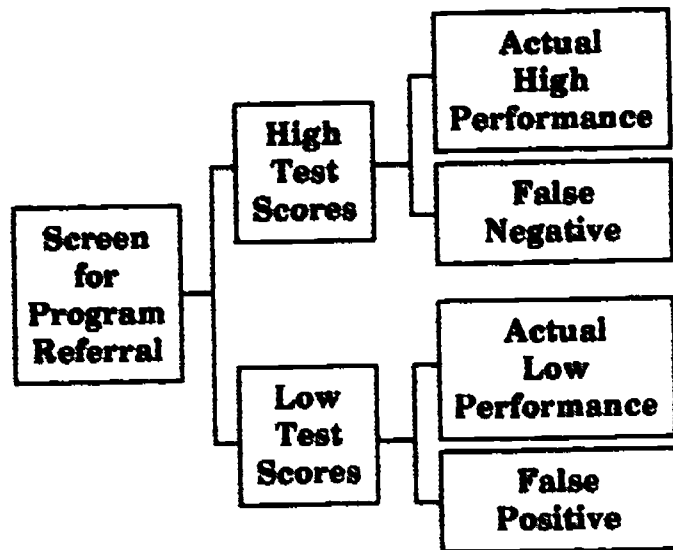 Screen
for
Program
Referral
High
Test
Scores
Actual
High
Performance
False
Negative
Low
Test
Scores
Actual
Low
Performance
False
Positive